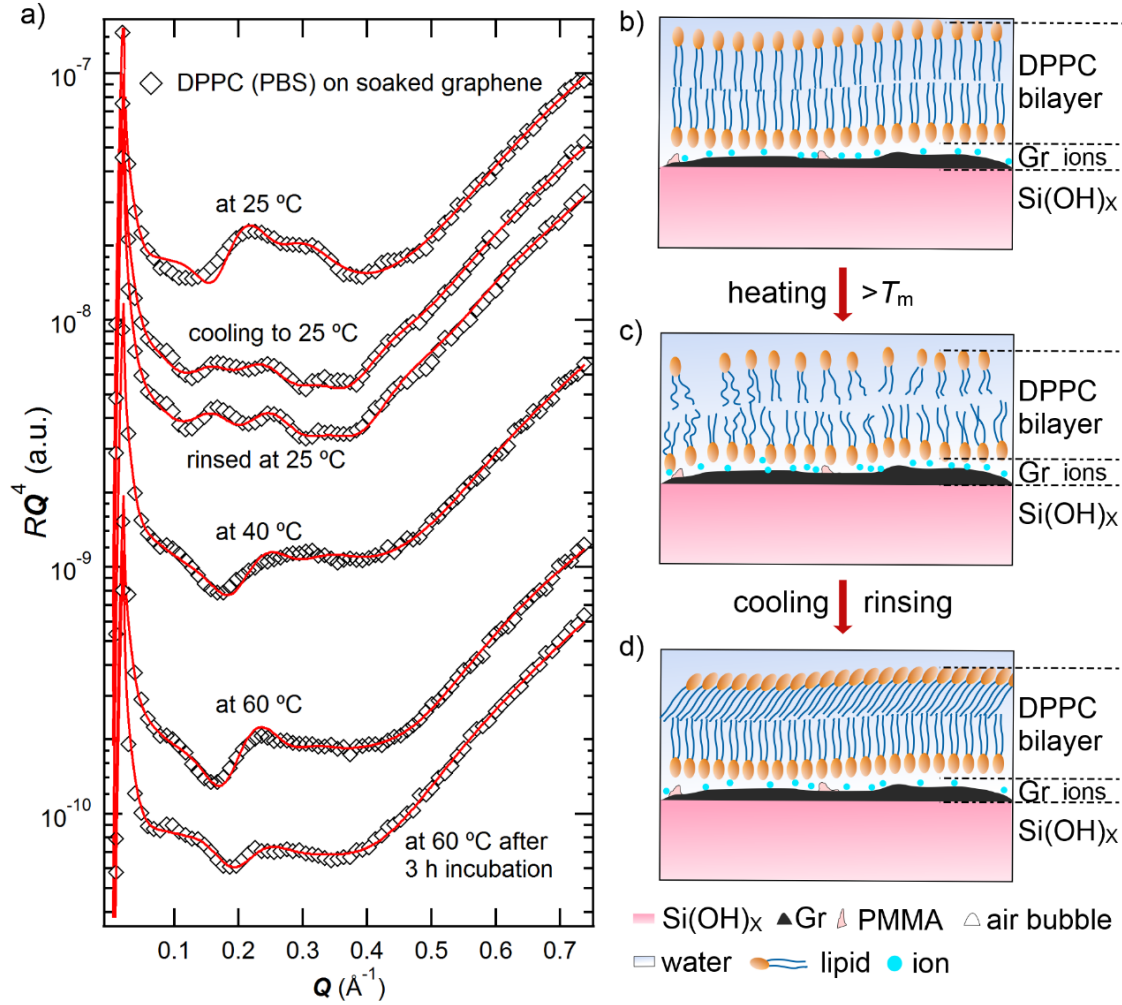 a)
RQ⁴ (a.u.)
10⁻⁷
10⁻⁸
10⁻⁹
10⁻¹⁰
DPPC (PBS) on soaked graphene
at 25 ºC
cooling to 25 ºC
rinsed at 25 ºC
at 40 ºC
at 60 ºC
at 60 ºC after
3 h incubation
0.1 0.2 0.3 0.4 0.5 0.6 0.7
Q (Å⁻¹)
b)
DPPC
bilayer
Gr ions
Si(OH)X
heating >Tm
c)
DPPC
bilayer
Gr ions
Si(OH)X
cooling rinsing
d)
DPPC
bilayer
Gr ions
Si(OH)X
Si(OH)X Gr PMMA air bubble
water lipid ion